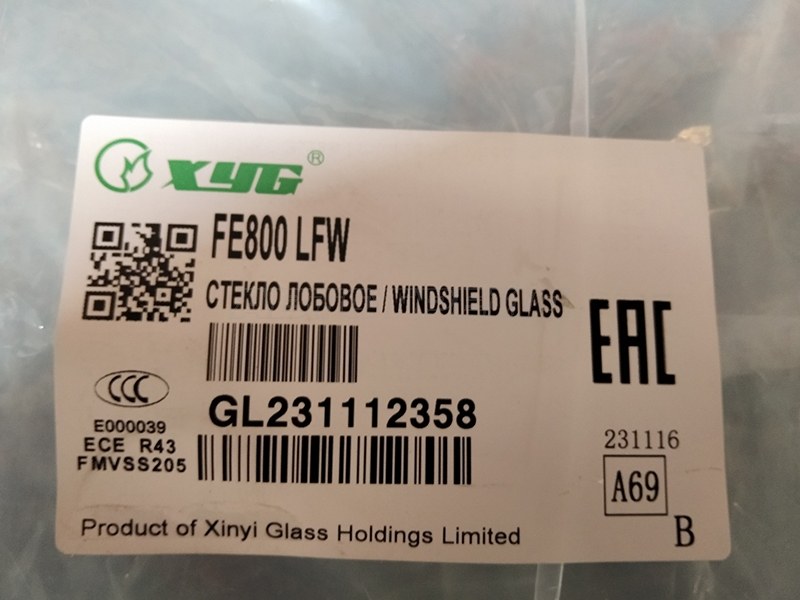 XYG®
FE800 LFW
СТЕКЛО ЛОБОВОЕ / WINDSHIELD GLASS
EAC
CCC
E000039
ECE R43
FMVSS205
GL231112358
231116
A69
B
Product of Xinyi Glass Holdings Limited